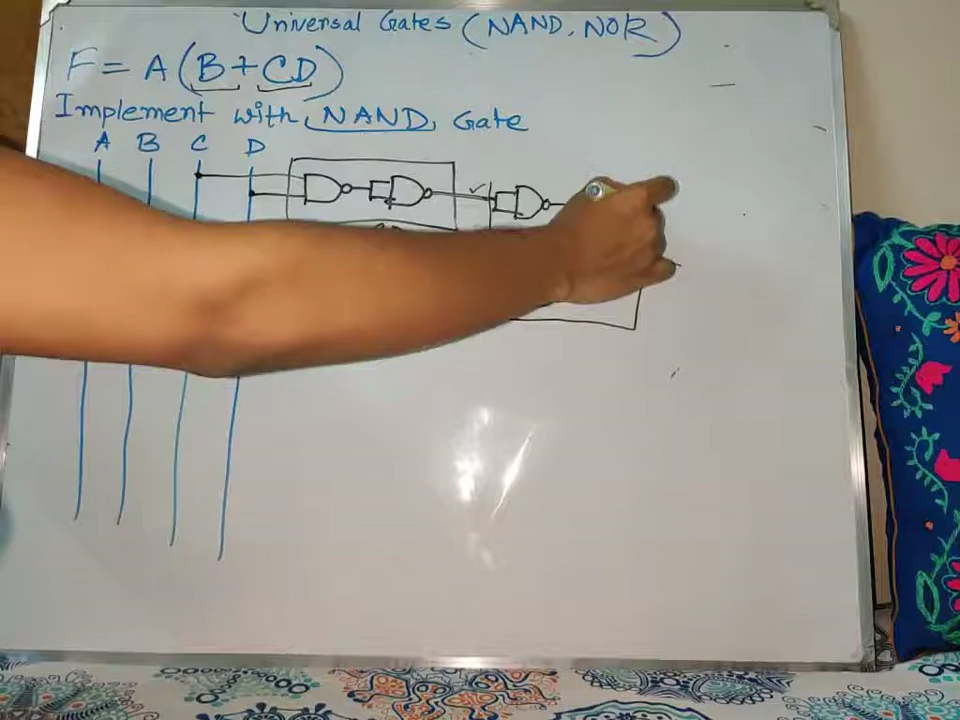 Universal Gates (NAND, NOR)
F = A(B+CD)
Implement with NAND Gate
A B C D